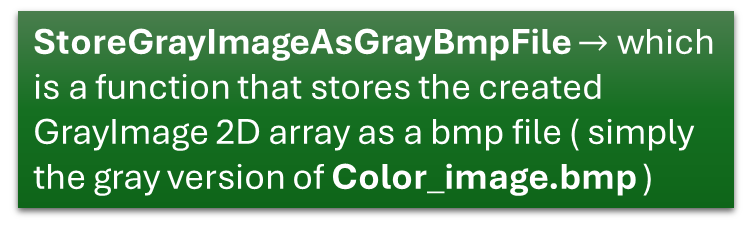 StoreGrayImageAsGrayBmpFile → which
is a function that stores the created
GrayImage 2D array as a bmp file ( simply
the gray version of Color_image.bmp )